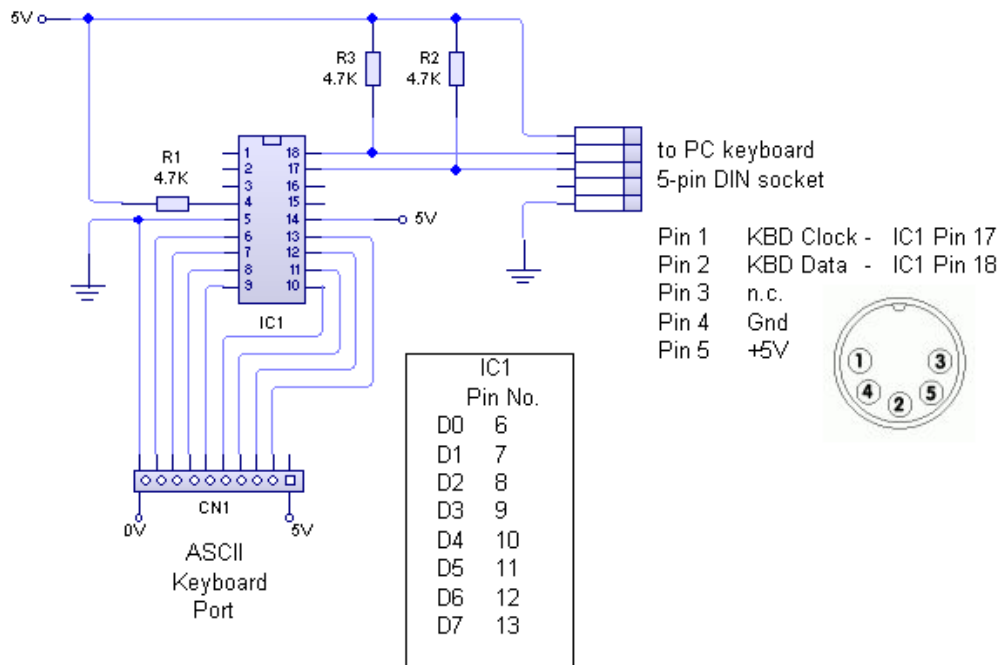 5V
R3
4.7K
R2
4.7K
R1
4.7K
1 18
2 17
3 16
4 15
5 14
6 13
7 12
8 11
9 10
IC1
5V
to PC keyboard
5-pin DIN socket
Pin 1 KBD Clock - IC1 Pin 17
Pin 2 KBD Data - IC1 Pin 18
Pin 3 n.c.
Pin 4 Gnd
Pin 5 +5V
1 3
4 2 5
IC1
Pin No.
D0 6
D1 7
D2 8
D3 9
D4 10
D5 11
D6 12
D7 13
CN1
0V 5V
ASCII
Keyboard
Port